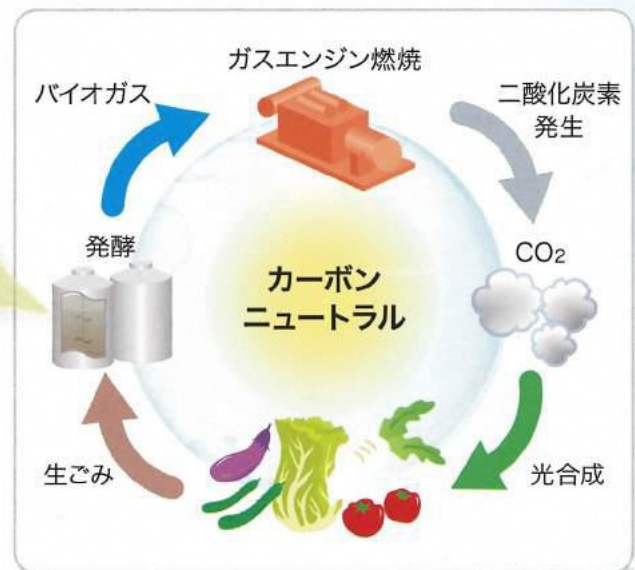 ガスエンジン燃焼
バイオガス
二酸化炭素
発生
発酵
CO₂
カーボン
ニュートラル
生ごみ
光合成